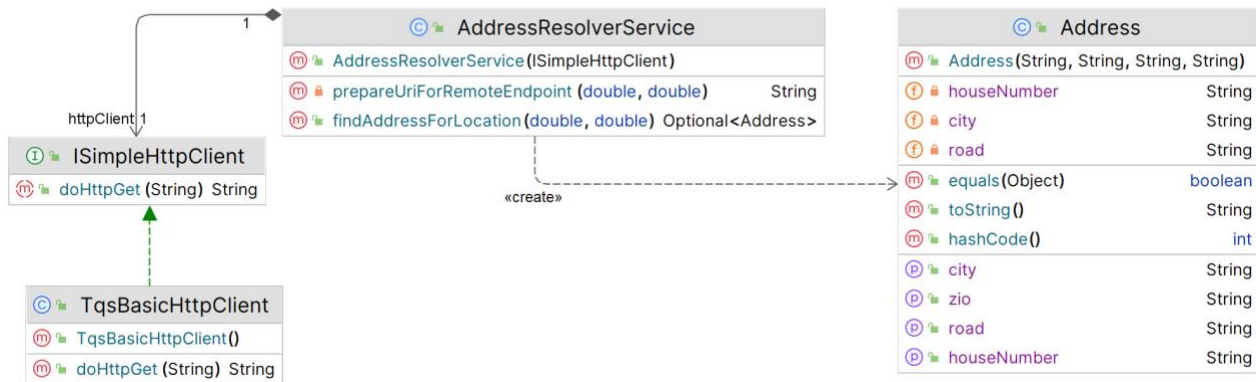 1
httpClient 1
AddressResolverService
AddressResolverService(ISimpleHttpClient)
prepareUriForRemoteEndpoint (double, double) String
findAddressForLocation(double, double) Optional<Address>
«create»
I ISimpleHttpClient
m doHttpGet (String) String
C TqsBasicHttpClient
m TqsBasicHttpClient()
m doHttpGet (String) String
C Address
m Address(String, String, String, String)
f houseNumber String
f city String
f road String
m equals(Object) boolean
m toString() String
m hashCode() int
p city String
p zio String
p road String
p houseNumber String